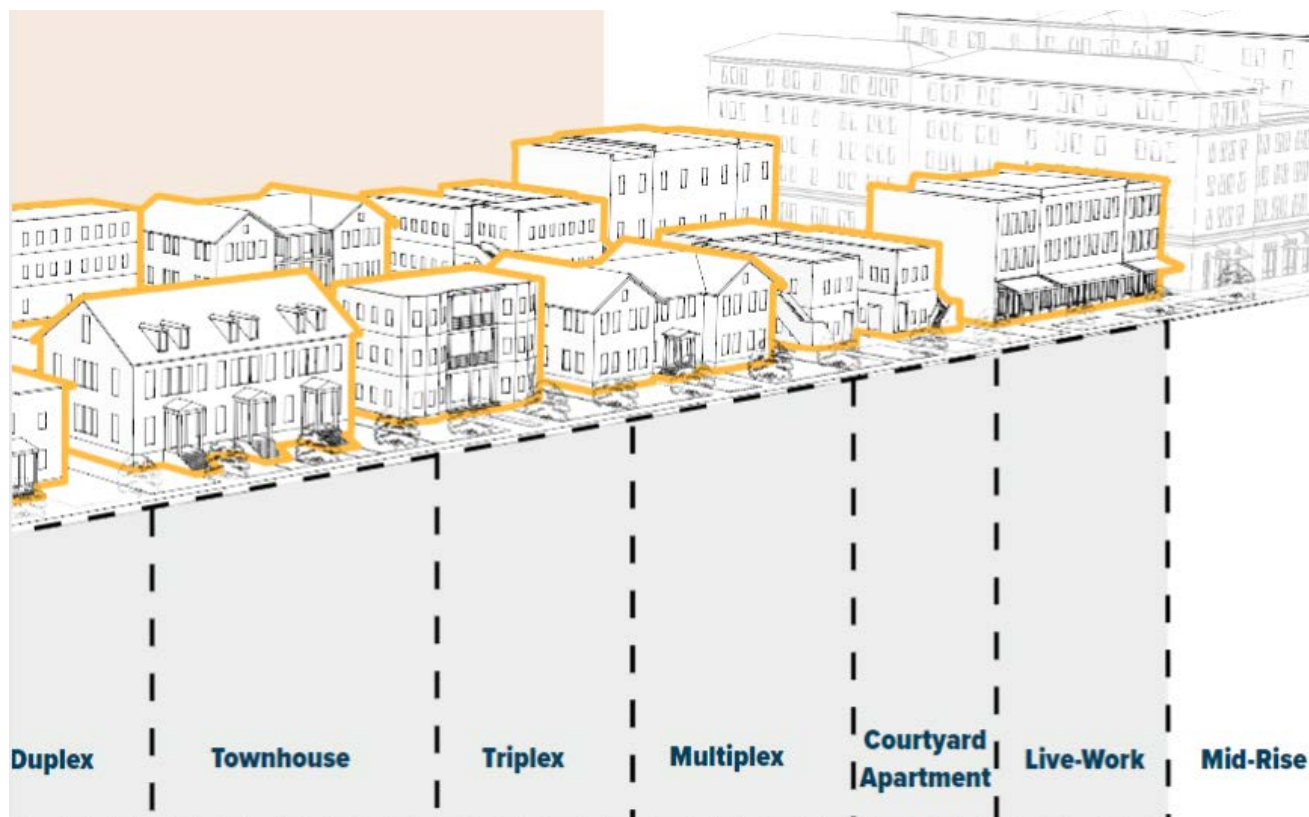 Duplex
Townhouse
Triplex
Multiplex
Courtyard
Apartment
Live-Work
Mid-Rise